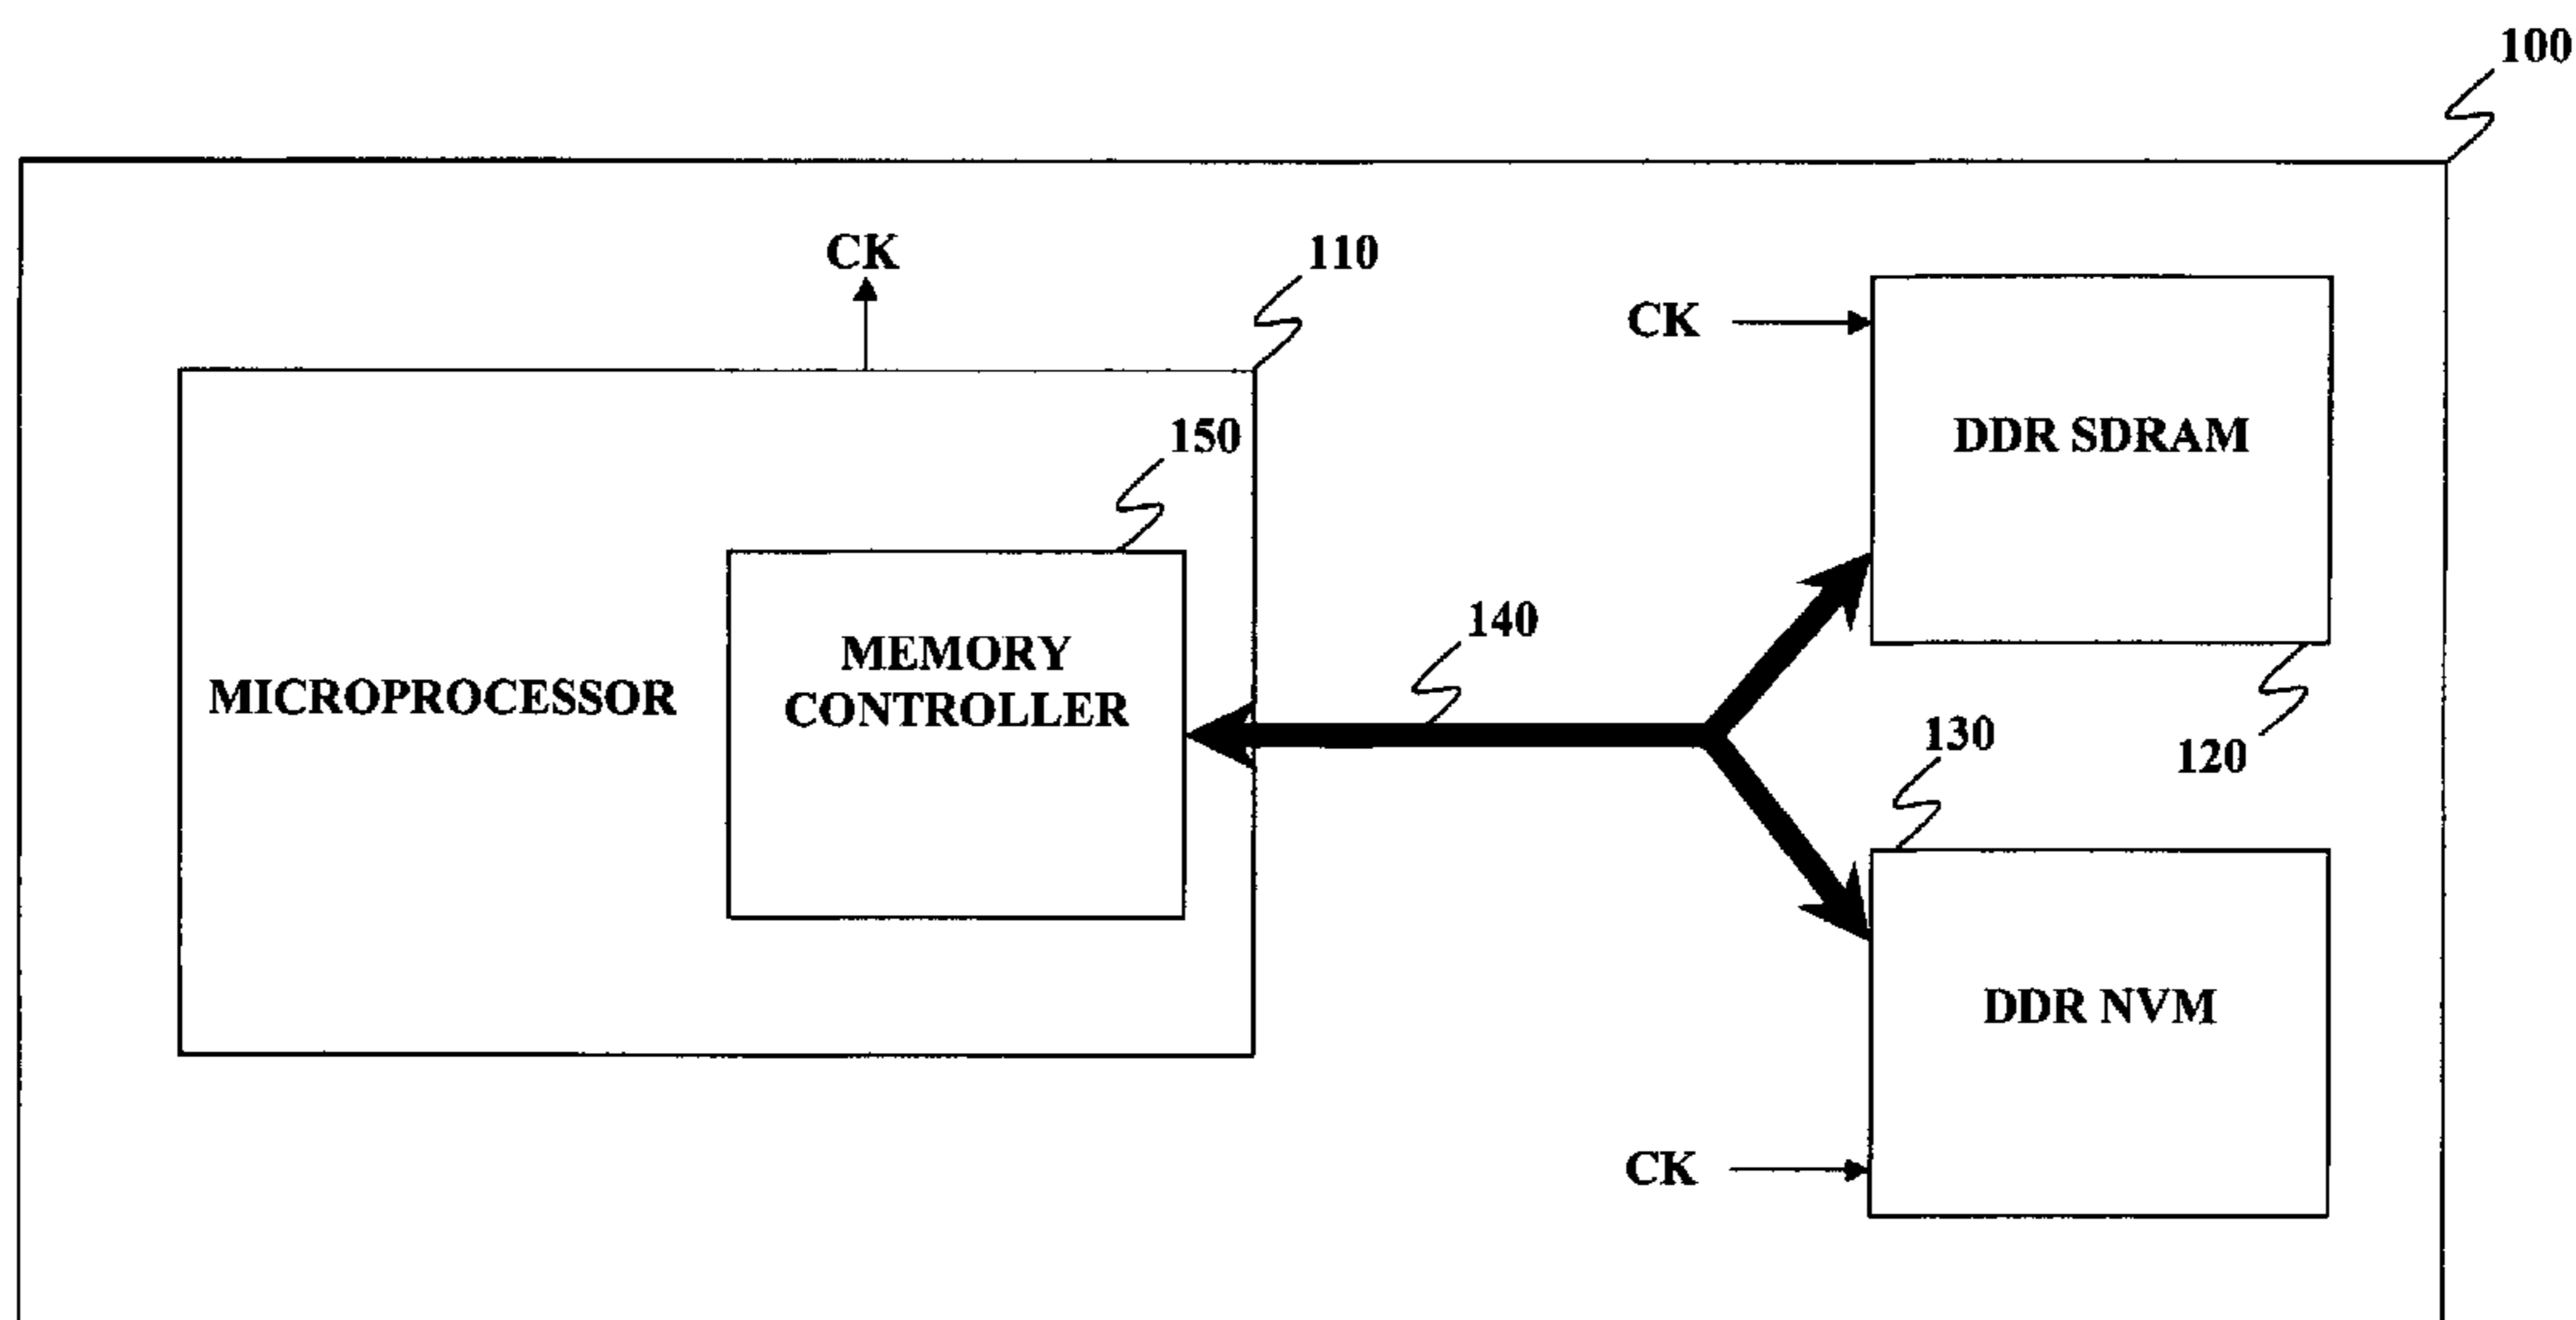 100
CK
110
CK
DDR SDRAM
150
140
MEMORY
CONTROLLER
MICROPROCESSOR
130
120
DDR NVM
CK